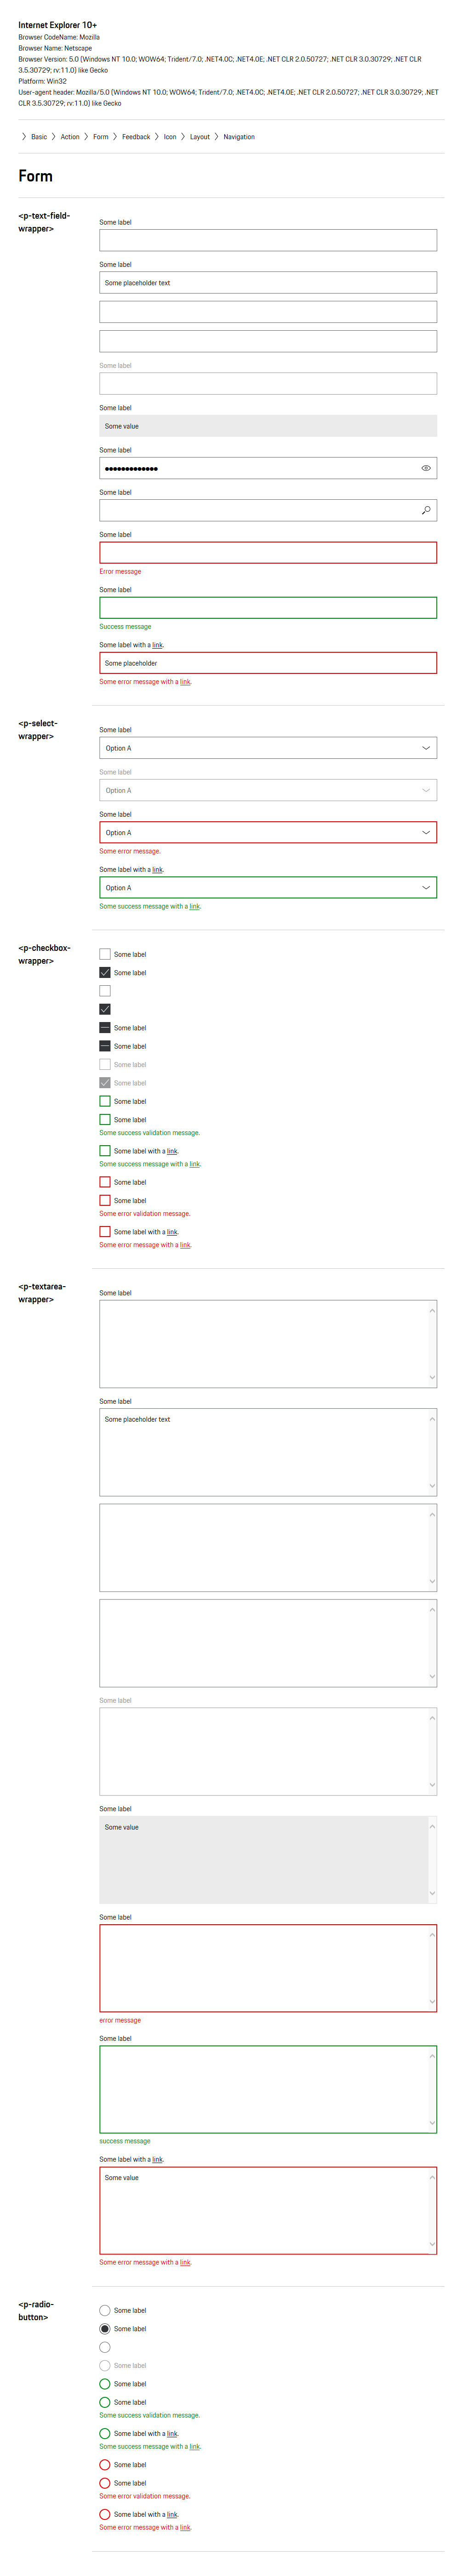 Internet Explorer 10+
Browser CodeName: Mozilla
Browser Name: Netscape
Browser Version: 5.0 (Windows NT 10.0; WOW64; Trident/7.0; .NET4.0C; .NET4.0E; .NET CLR 2.0.50727; .NET CLR 3.0.30729; .NET CLR
3.5.30729; rv:11.0) like Gecko
Platform: Win32
User-agent header: Mozilla/5.0 (Windows NT 10.0; WOW64; Trident/7.0; .NET4.0C; .NET4.0E; .NET CLR 2.0.50727; .NET CLR 3.0.30729; .NET
CLR 3.5.30729; rv:11.0) like Gecko
Basic Action Form Feedback Icon Layout Navigation
Form
<p-text-field-
wrapper>
Some label
Some label
Some placeholder text
Some label
Some label
Some value
Some label
Some label
Some label
Error message
Some label
Success message
Some label with a link.
Some placeholder
Some error message with a link.
<p-select-
wrapper>
Some label
Option A
Some label
Option A
Some label
Option A
Some error message.
Some label with a link.
Option A
Some success message with a link.
<p-checkbox-
wrapper>
Some label
Some label
Some label
Some label
Some label
Some label
Some label
Some label
Some success validation message.
Some label with a link.
Some success message with a link.
Some label
Some label
Some error validation message.
Some label with a link.
Some error message with a link.
<p-textarea-
wrapper>
Some label
Some label
Some placeholder text
Some label
Some label
Some value
Some label
error message
Some label
success message
Some label with a link.
Some value
Some error message with a link.
<p-radio-
button>
Some label
Some label
Some label
Some label
Some label
Some success validation message.
Some label with a link.
Some success message with a link.
Some label
Some label
Some error validation message.
Some label with a link.
Some error message with a link.